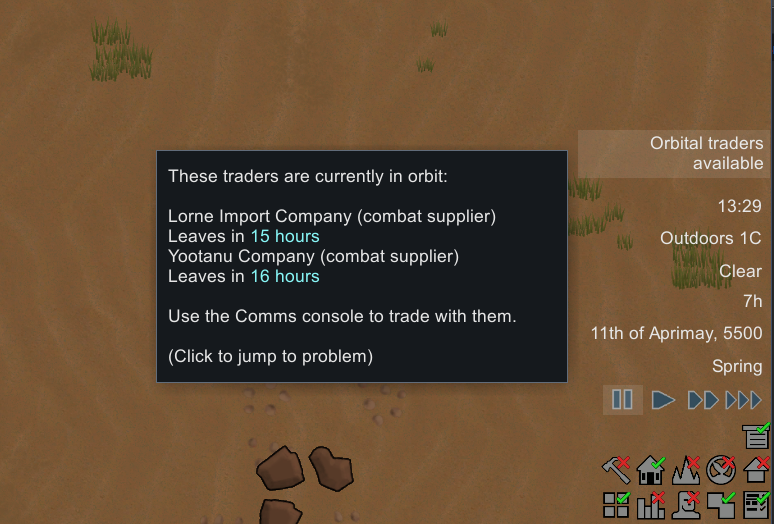 Orbital traders
available
These traders are currently in orbit:
Lorne Import Company (combat supplier)
Leaves in 15 hours
Yootanu Company (combat supplier)
Leaves in 16 hours
Use the Comms console to trade with them.
(Click to jump to problem)
13:29
Outdoors 1C
Clear
7h
11th of Aprimay, 5500
Spring